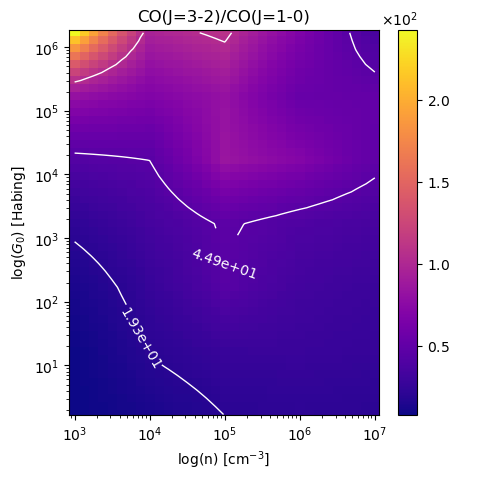 CO(J=3-2)/CO(J=1-0)
×10²
10⁶
10⁵
10⁴
10³
10²
10¹
log(G₀) [Habing]
4.49e+01
1.93e+01
2.0
1.5
1.0
0.5
10³ 10⁴ 10⁵ 10⁶ 10⁷
log(n) [cm⁻³]